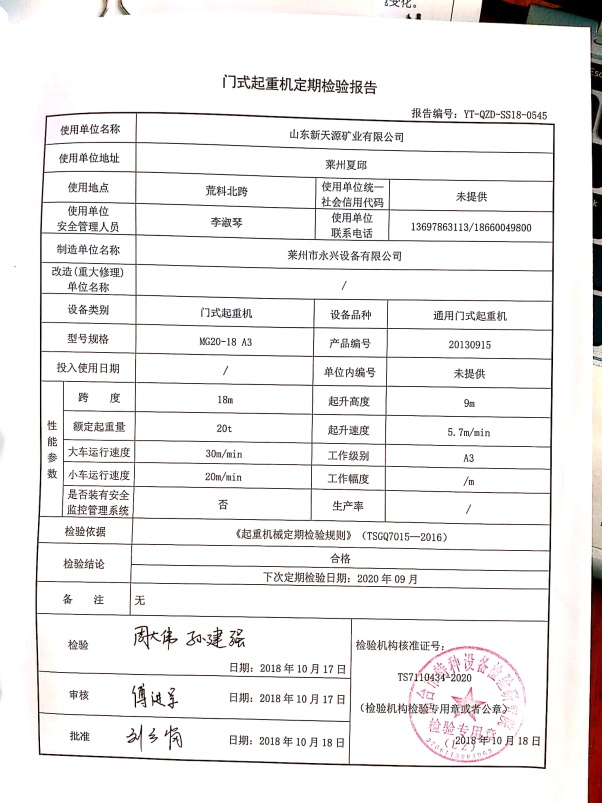 变化。
门式起重机定期检验报告
报告编号：YT-QZD-SS18-0545
使用单位名称 山东新天源矿业有限公司
使用单位地址 莱州夏邱
使用地点 荒料北跨 使用单位统一社会信用代码 未提供
使用单位安全管理人员 李淑琴 使用单位联系电话 13697863113/18660049800
制造单位名称 莱州市永兴设备有限公司
改造(重大修理)单位名称 /
设备类别 门式起重机 设备品种 通用门式起重机
型号规格 MG20-18 A3 产品编号 20130915
投入使用日期 / 单位内编号 未提供
性能参数
跨 度 18m 起升高度 9m
额定起重量 20t 起升速度 5.7m/min
大车运行速度 30m/min 工作级别 A3
小车运行速度 20m/min 工作幅度 /m
是否装有安全监控管理系统 否 生产率 /
检验依据 《起重机械定期检验规则》（TSGQ7015—2016）
检验结论 合格
下次定期检验日期：2020 年 09 月
备 注 无
检验 周大伟 孙建强
日期：2018 年 10 月 17 日
审核 日期：2018 年 10 月 17 日
批准 日期：2018 年 10 月 18 日
检验机构核准证号：
TS7110434-2020
（检验机构检验专用章或者公章）
2018 年 10 月 18 日
检验专用章